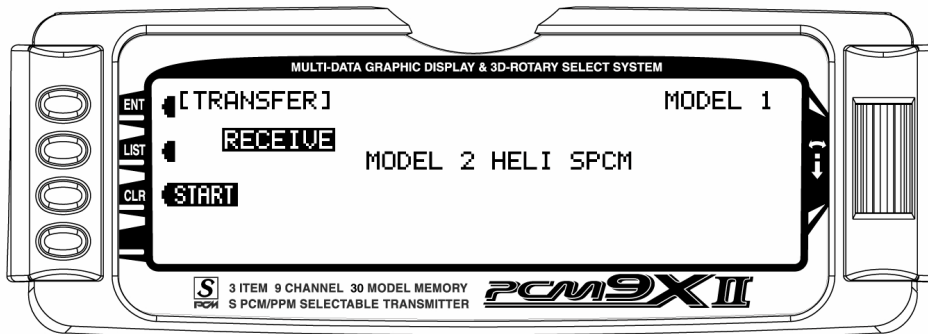 MULTI-DATA GRAPHIC DISPLAY & 3D-ROTARY SELECT SYSTEM
ENT
[TRANSFER] MODEL 1
LIST
RECEIVE
MODEL 2 HELI SPCM
CLR
START
S PCM
3 ITEM 9 CHANNEL 30 MODEL MEMORY
S PCM/PPM SELECTABLE TRANSMITTER
PCM9X II